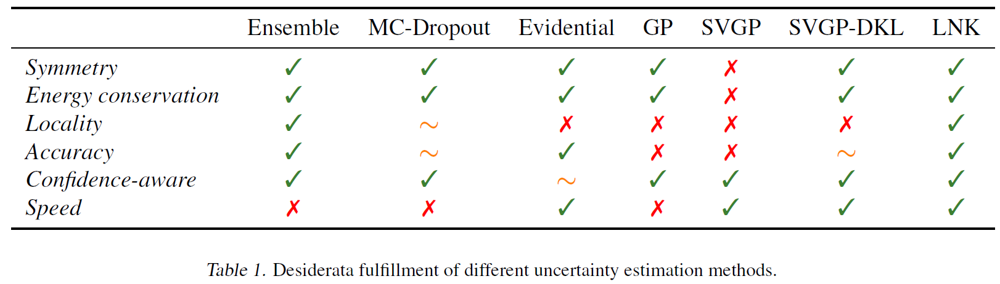 Ensemble MC-Dropout Evidential GP SVGP SVGP-DKL LNK
Symmetry ✓ ✓ ✓ ✓ ✗ ✓ ✓
Energy conservation ✓ ✓ ✓ ✓ ✗ ✓ ✓
Locality ✓ ~ ✗ ✗ ✗ ✗ ✓
Accuracy ✓ ~ ✓ ✗ ✗ ~ ✓
Confidence-aware ✓ ✓ ~ ✓ ✓ ✓ ✓
Speed ✗ ✗ ✓ ✗ ✓ ✓ ✓
Table 1. Desiderata fulfillment of different uncertainty estimation methods.